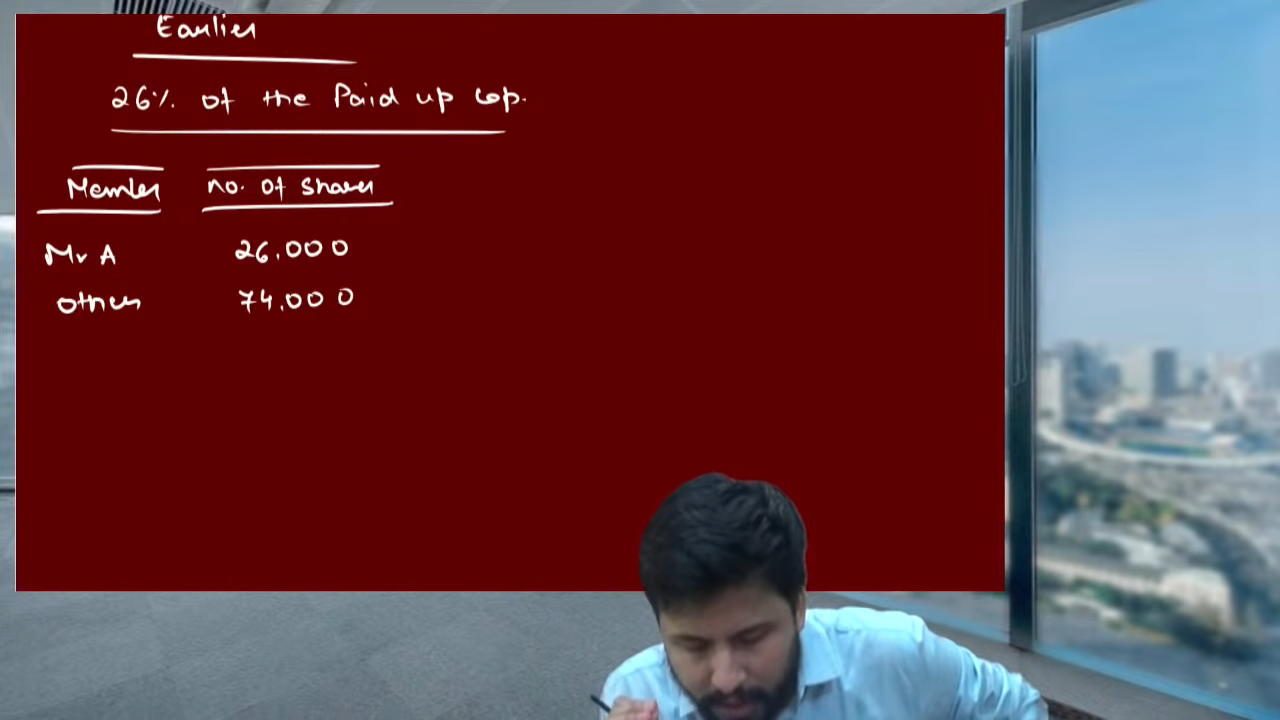 Earlier
26% of the Paid up cap.
Member no. of shares
Mr A 26,000
others 74,000